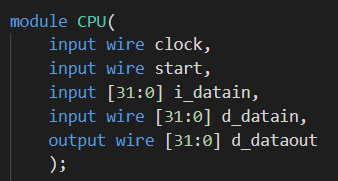 module CPU(
    input wire clock,
    input wire start,
    input [31:0] i_datain,
    input wire [31:0] d_datain,
    output wire [31:0] d_dataout
    );